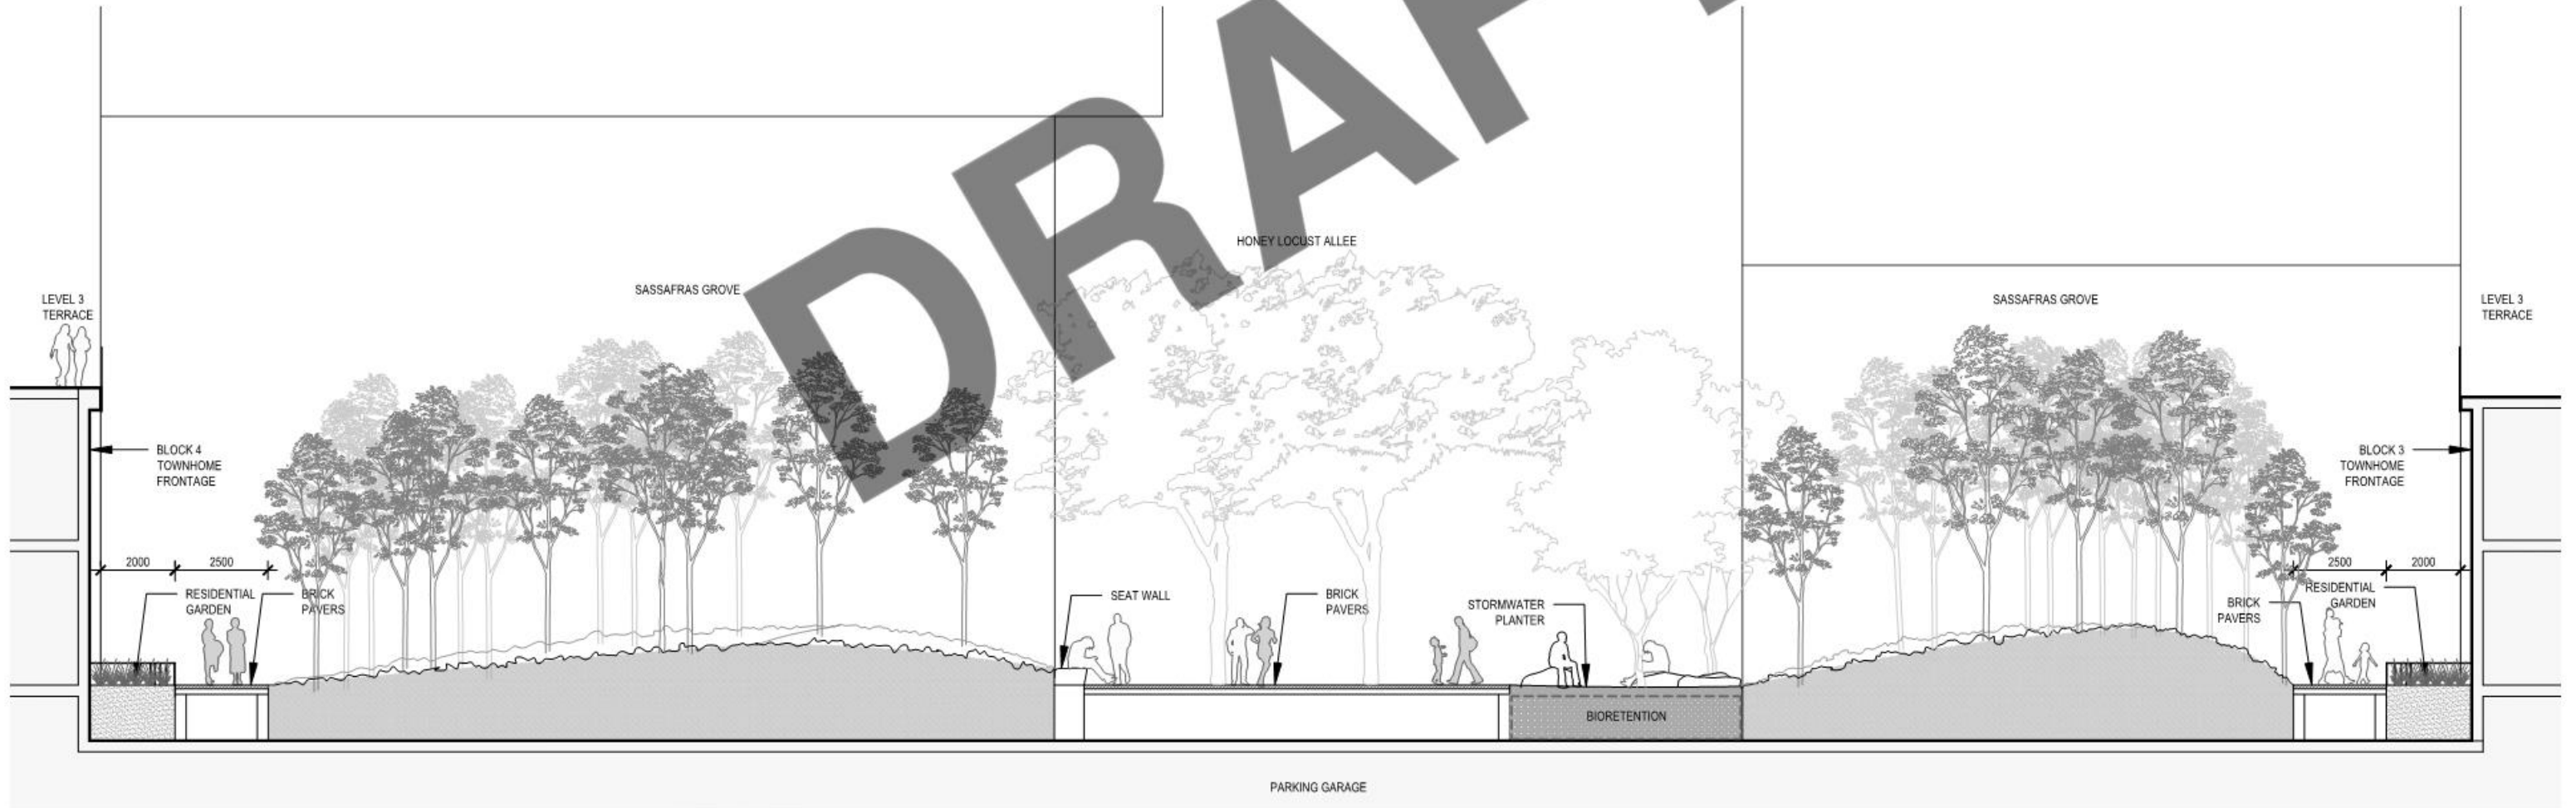 DRAF
HONEY LOCUST ALLEE
SASSAFRAS GROVE
SASSAFRAS GROVE
LEVEL 3
TERRACE
LEVEL 3
TERRACE
BLOCK 4
TOWNHOME
FRONTAGE
BLOCK 3
TOWNHOME
FRONTAGE
2000
2500
2500
2000
RESIDENTIAL
GARDEN
BRICK
PAVERS
SEAT WALL
BRICK
PAVERS
STORMWATER
PLANTER
BRICK
PAVERS
RESIDENTIAL
GARDEN
BIORETENTION
PARKING GARAGE